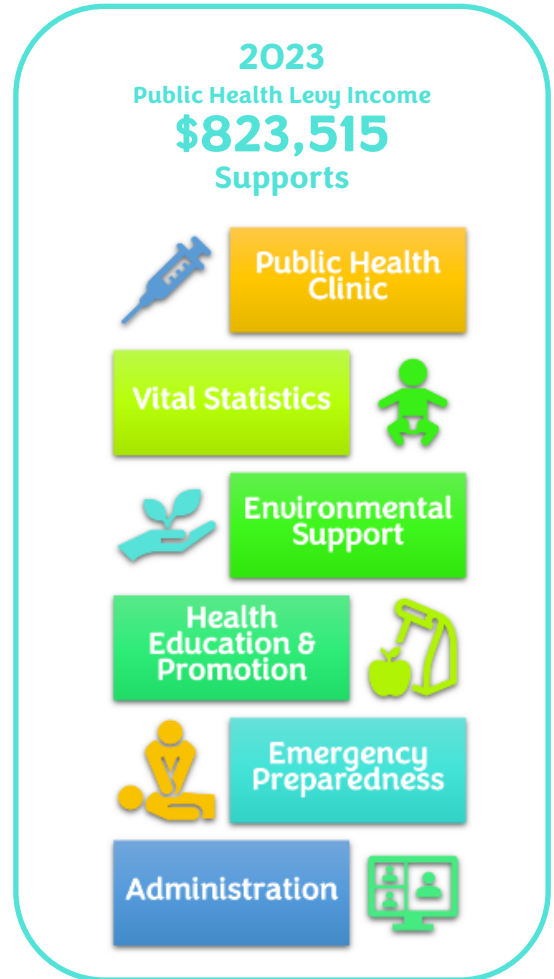 2023
Public Health Levy Income
$823,515
Supports
Public Health
Clinic
Vital Statistics
Environmental
Support
Health
Education &
Promotion
Emergency
Preparedness
Administration